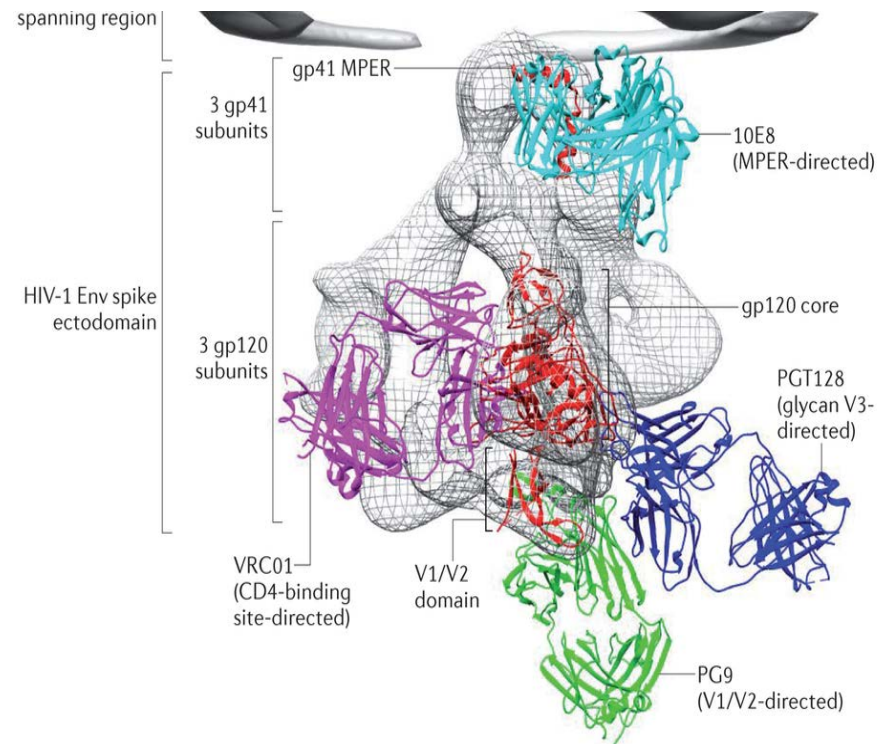 spanning region
gp41 MPER
3 gp41
subunits
10E8
(MPER-directed)
HIV-1 Env spike
ectodomain
gp120 core
3 gp120
subunits
PGT128
(glycan V3-
directed)
VRC01
(CD4-binding
site-directed)
V1/V2
domain
PG9
(V1/V2-directed)